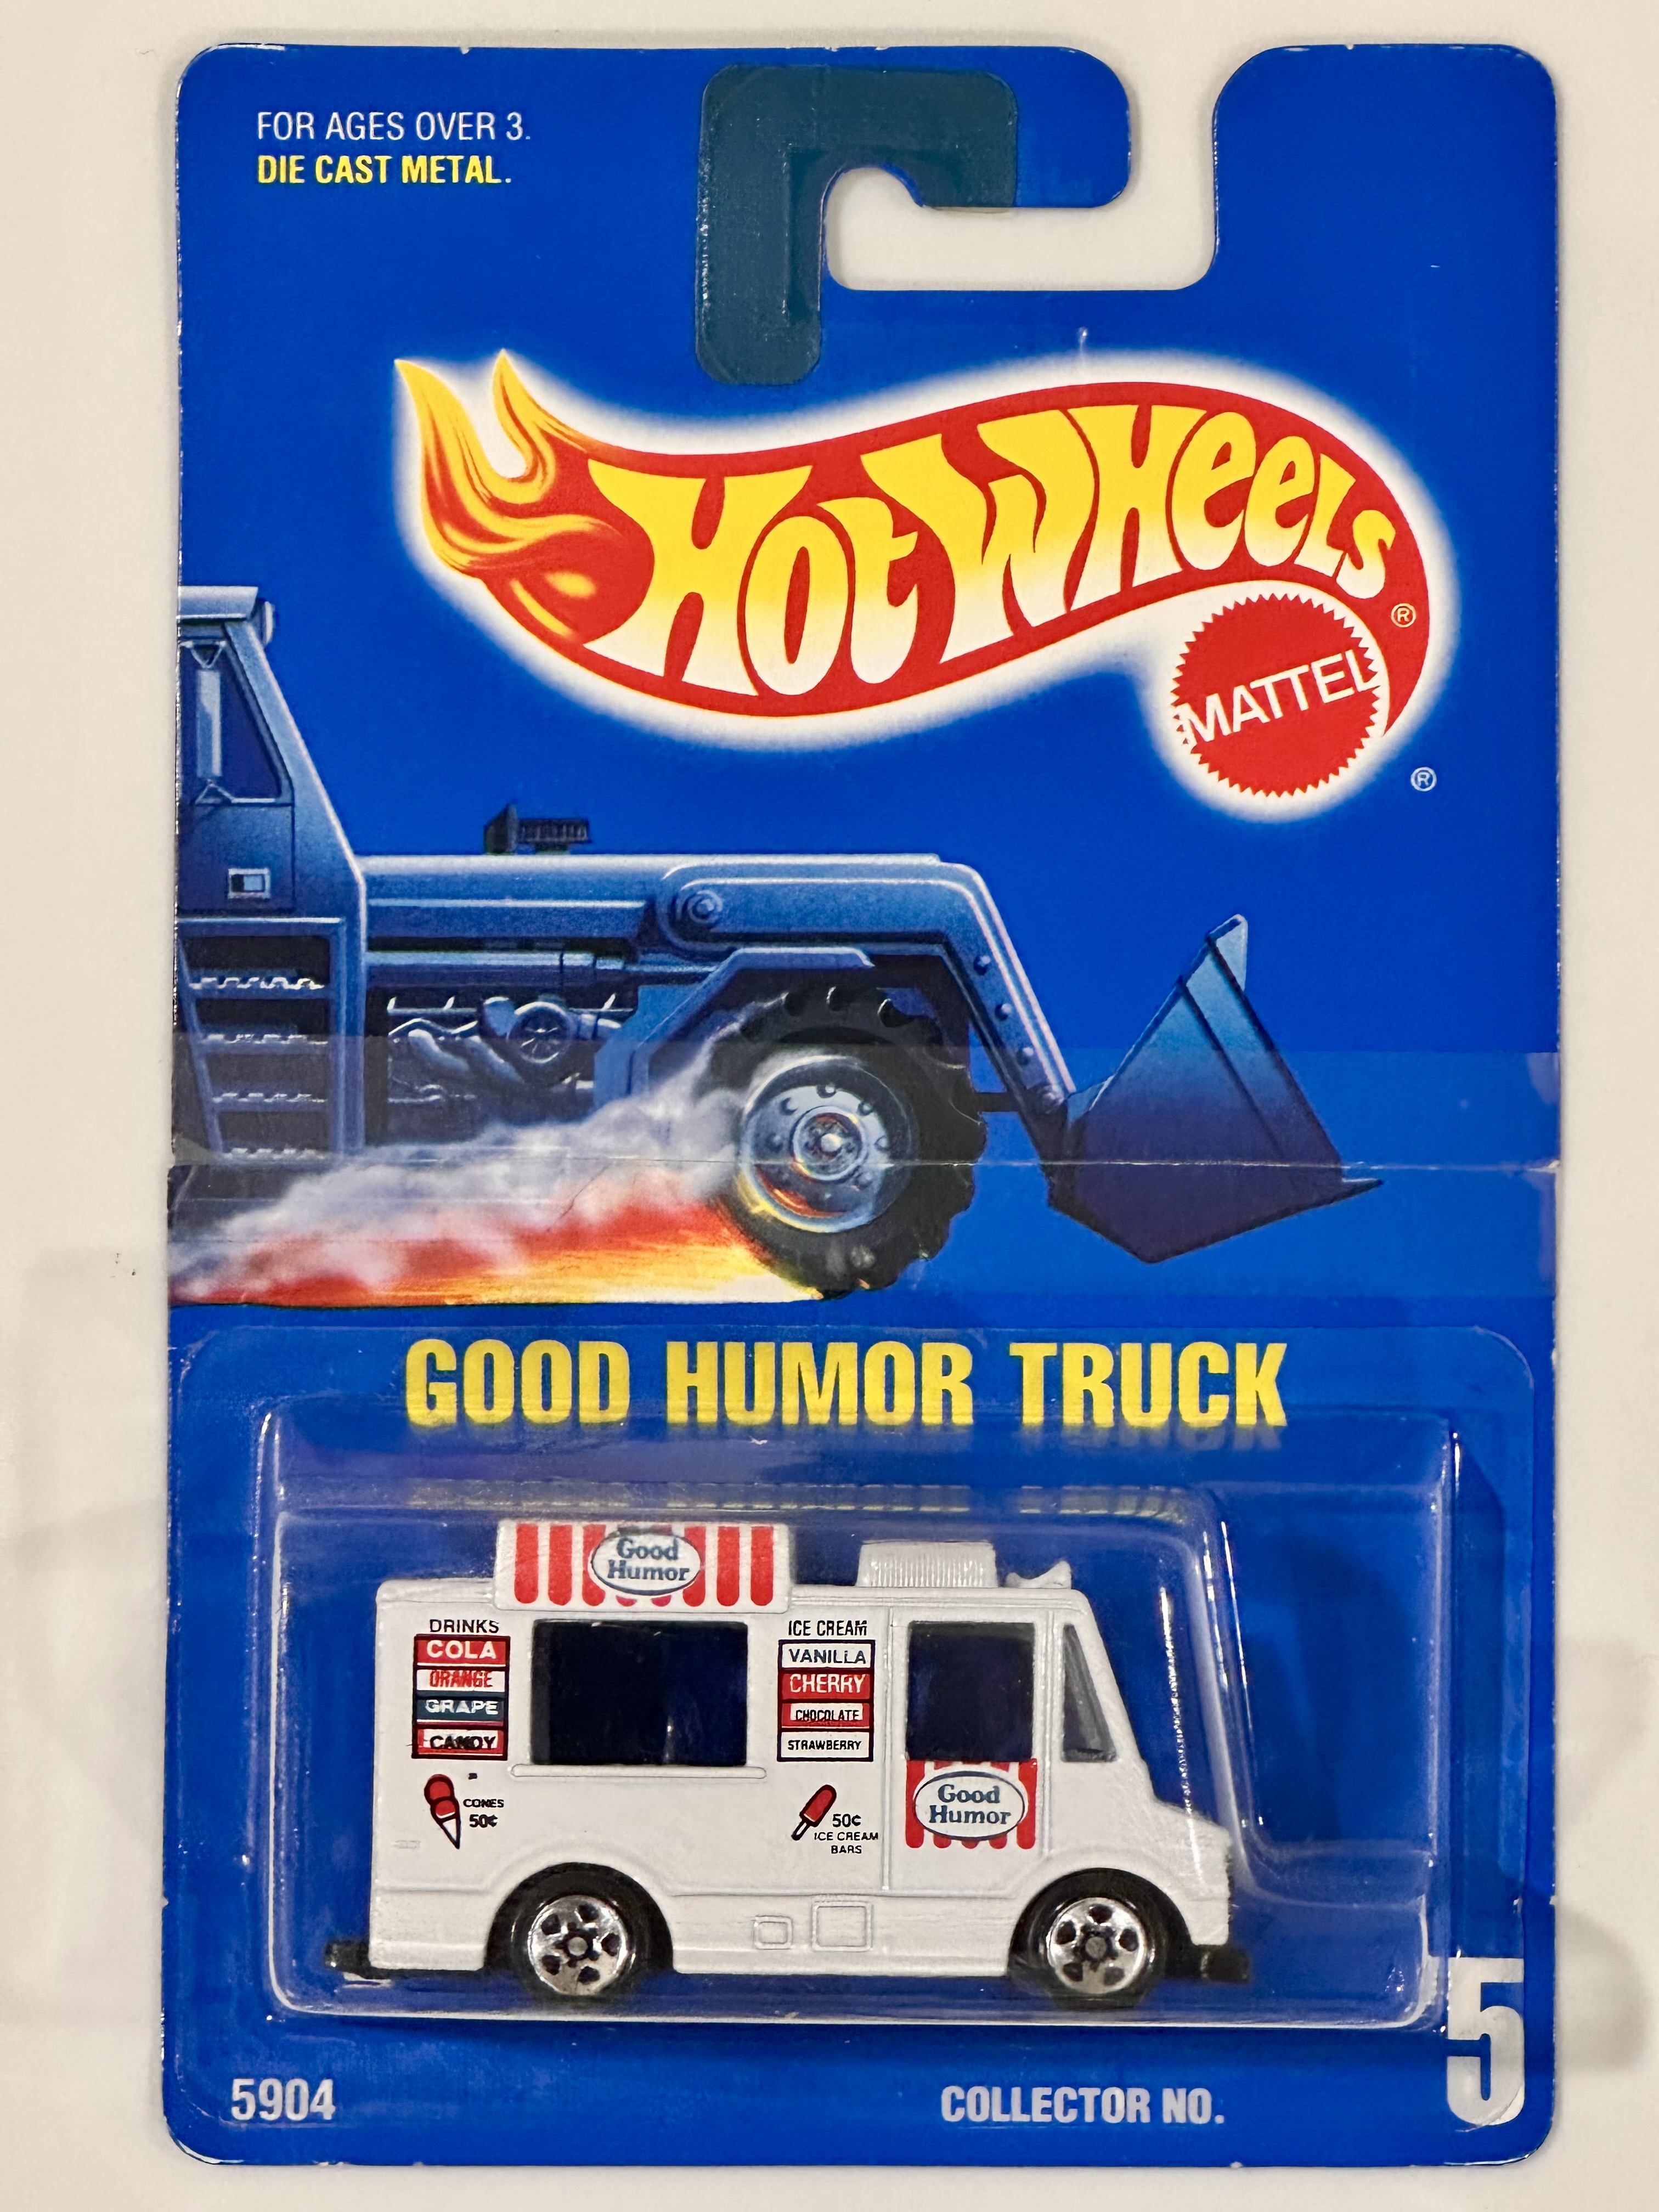 FOR AGES OVER 3.
DIE CAST METAL.
HOT WHEELS ®
MATTEL
®
GOOD HUMOR TRUCK
Good
Humor
DRINKS
COLA
ORANGE
GRAPE
CANDY
CONES
50¢
ICE CREAM
VANILLA
CHERRY
CHOCOLATE
STRAWBERRY
50¢
ICE CREAM
BARS
Good
Humor
5904
COLLECTOR NO.
5